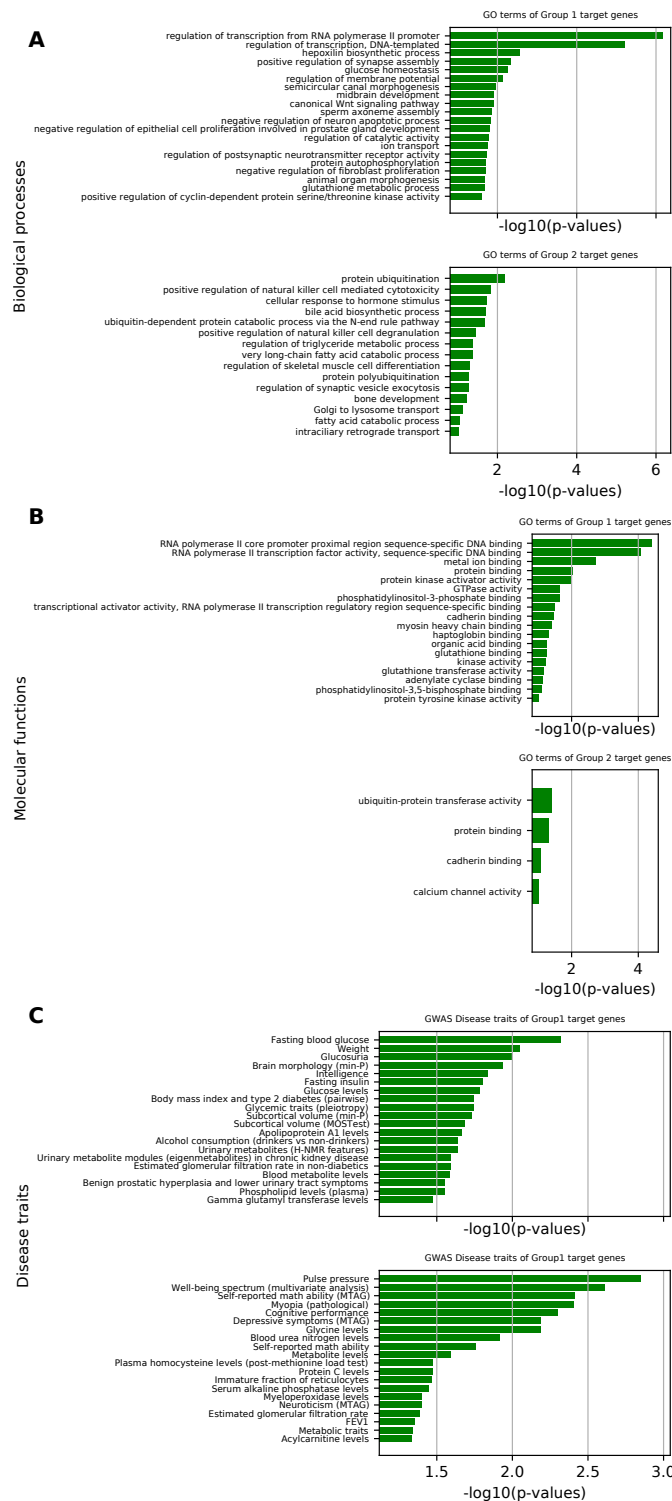 A
Biological processes
GO terms of Group 1 target genes
regulation of transcription from RNA polymerase II promoter
regulation of transcription, DNA-templated
hepoxilin biosynthetic process
positive regulation of synapse assembly
glucose homeostasis
regulation of membrane potential
semicircular canal morphogenesis
midbrain development
canonical Wnt signaling pathway
sperm axoneme assembly
negative regulation of neuron apoptotic process
negative regulation of epithelial cell proliferation involved in prostate gland development
regulation of catalytic activity
ion transport
regulation of postsynaptic neurotransmitter receptor activity
protein autophosphorylation
negative regulation of fibroblast proliferation
animal organ morphogenesis
glutathione metabolic process
positive regulation of cyclin-dependent protein serine/threonine kinase activity
-log10(p-values)
GO terms of Group 2 target genes
protein ubiquitination
positive regulation of natural killer cell mediated cytotoxicity
cellular response to hormone stimulus
bile acid biosynthetic process
ubiquitin-dependent protein catabolic process via the N-end rule pathway
positive regulation of natural killer cell degranulation
regulation of triglyceride metabolic process
very long-chain fatty acid catabolic process
regulation of skeletal muscle cell differentiation
protein polyubiquitination
regulation of synaptic vesicle exocytosis
bone development
Golgi to lysosome transport
fatty acid catabolic process
intraciliary retrograde transport
2 4 6
-log10(p-values)
B
Molecular functions
GO terms of Group 1 target genes
RNA polymerase II core promoter proximal region sequence-specific DNA binding
RNA polymerase II transcription factor activity, sequence-specific DNA binding
metal ion binding
protein binding
protein kinase activator activity
GTPase activity
phosphatidylinositol-3-phosphate binding
transcriptional activator activity, RNA polymerase II transcription regulatory region sequence-specific binding
cadherin binding
myosin heavy chain binding
haptoglobin binding
organic acid binding
glutathione binding
kinase activity
glutathione transferase activity
adenylate cyclase binding
phosphatidylinositol-3,5-bisphosphate binding
protein tyrosine kinase activity
-log10(p-values)
GO terms of Group 2 target genes
ubiquitin-protein transferase activity
protein binding
cadherin binding
calcium channel activity
2 4
-log10(p-values)
C
Disease traits
GWAS Disease traits of Group1 target genes
Fasting blood glucose
Weight
Glucosuria
Brain morphology (min-P)
Intelligence
Fasting insulin
Glucose levels
Body mass index and type 2 diabetes (pairwise)
Glycemic traits (pleiotropy)
Subcortical volume (min-P)
Subcortical volume (MOSTest)
Apolipoprotein A1 levels
Alcohol consumption (drinkers vs non-drinkers)
Urinary metabolites (H-NMR features)
Urinary metabolite modules (eigenmetabolites) in chronic kidney disease
Estimated glomerular filtration rate in non-diabetics
Blood metabolite levels
Benign prostatic hyperplasia and lower urinary tract symptoms
Phospholipid levels (plasma)
Gamma glutamyl transferase levels
-log10(p-values)
GWAS Disease traits of Group1 target genes
Pulse pressure
Well-being spectrum (multivariate analysis)
Self-reported math ability (MTAG)
Myopia (pathological)
Cognitive performance
Depressive symptoms (MTAG)
Glycine levels
Blood urea nitrogen levels
Self-reported math ability
Metabolite levels
Plasma homocysteine levels (post-methionine load test)
Protein C levels
Immature fraction of reticulocytes
Serum alkaline phosphatase levels
Myeloperoxidase levels
Neuroticism (MTAG)
Estimated glomerular filtration rate
FEV1
Metabolic traits
Acylcarnitine levels
1.5 2.0 2.5 3.0
-log10(p-values)